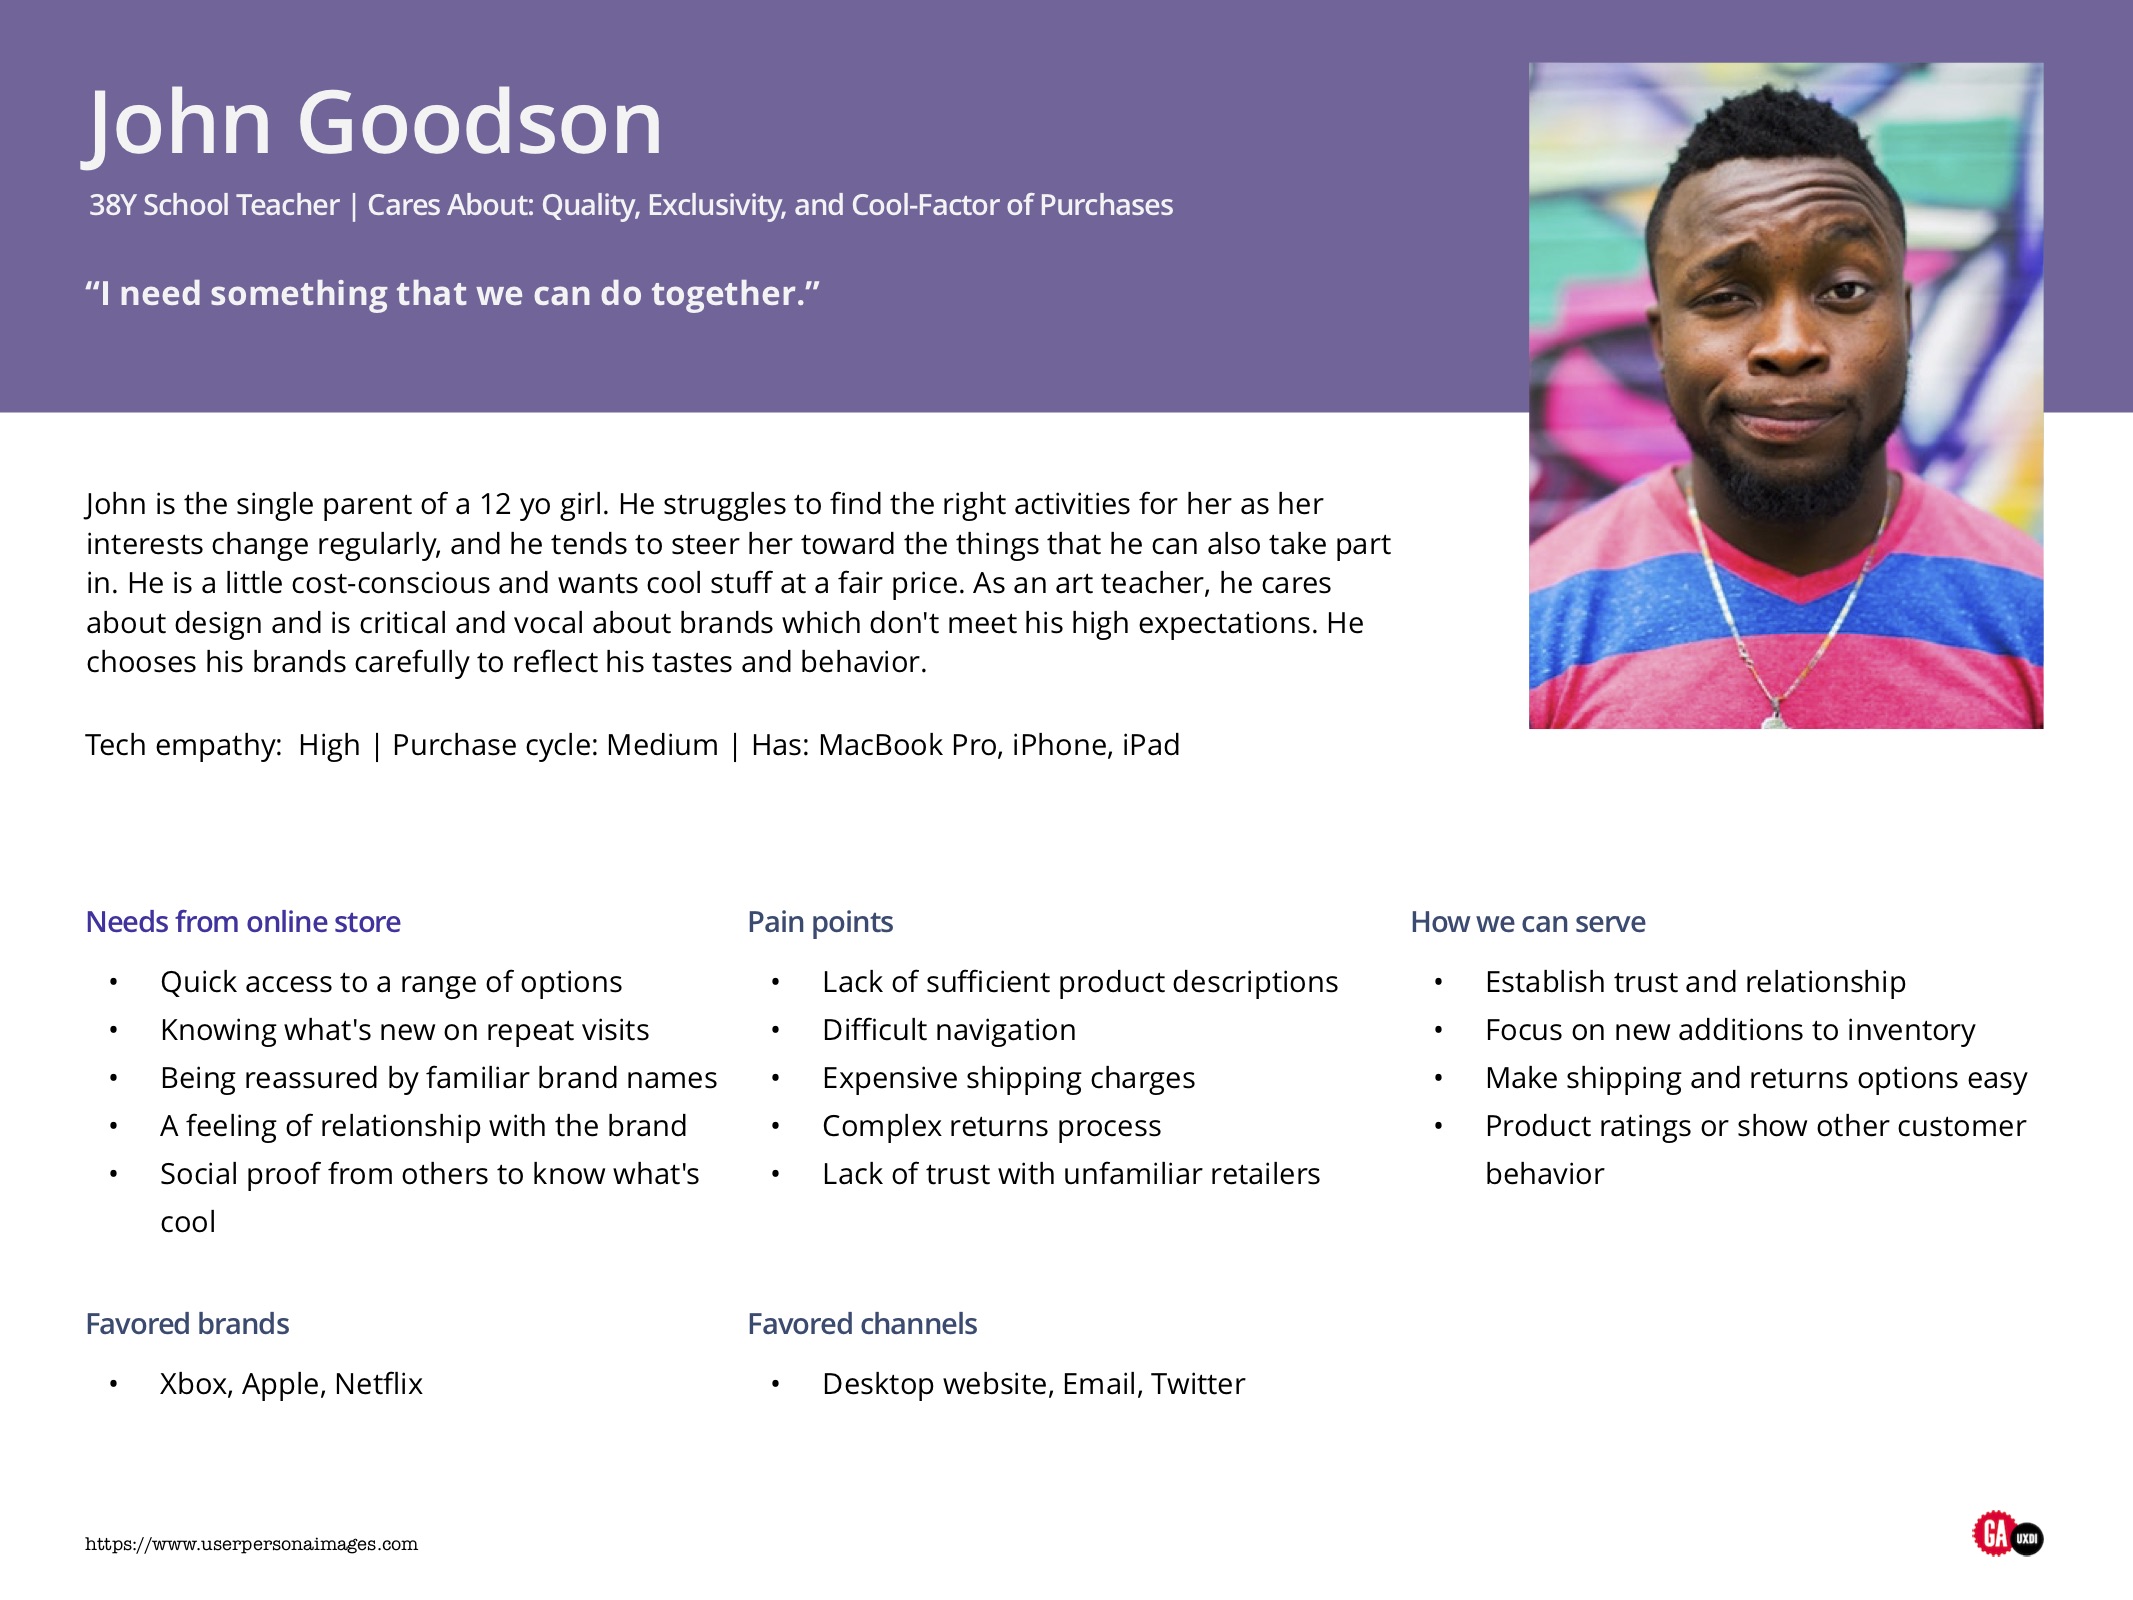 John Goodson
38Y School Teacher | Cares About: Quality, Exclusivity, and Cool-Factor of Purchases
“I need something that we can do together.”
John is the single parent of a 12 yo girl. He struggles to find the right activities for her as her
interests change regularly, and he tends to steer her toward the things that he can also take part
in. He is a little cost-conscious and wants cool stuff at a fair price. As an art teacher, he cares
about design and is critical and vocal about brands which don't meet his high expectations. He
chooses his brands carefully to reflect his tastes and behavior.
Tech empathy:  High | Purchase cycle: Medium | Has: MacBook Pro, iPhone, iPad
Needs from online store
• Quick access to a range of options
• Knowing what's new on repeat visits
• Being reassured by familiar brand names
• A feeling of relationship with the brand
• Social proof from others to know what's
cool
Pain points
• Lack of sufficient product descriptions
• Difficult navigation
• Expensive shipping charges
• Complex returns process
• Lack of trust with unfamiliar retailers
How we can serve
• Establish trust and relationship
• Focus on new additions to inventory
• Make shipping and returns options easy
• Product ratings or show other customer
behavior
Favored brands
• Xbox, Apple, Netflix
Favored channels
• Desktop website, Email, Twitter
https://www.userpersonaimages.com
GA UXDI